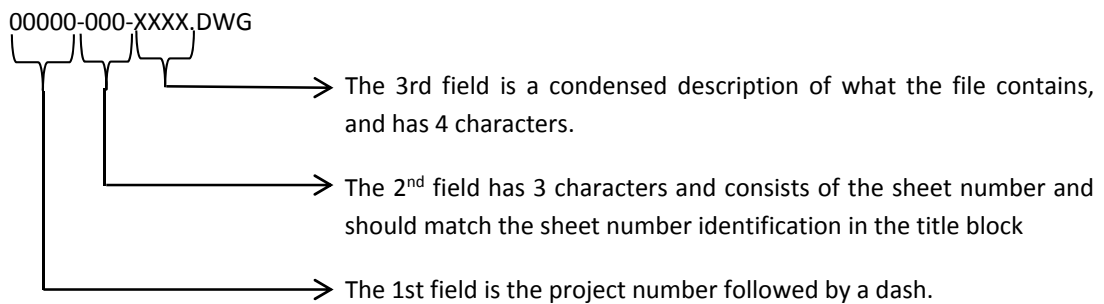 00000-000-XXXX.DWG
The 3rd field is a condensed description of what the file contains,
and has 4 characters.
The 2nd field has 3 characters and consists of the sheet number and
should match the sheet number identification in the title block
The 1st field is the project number followed by a dash.